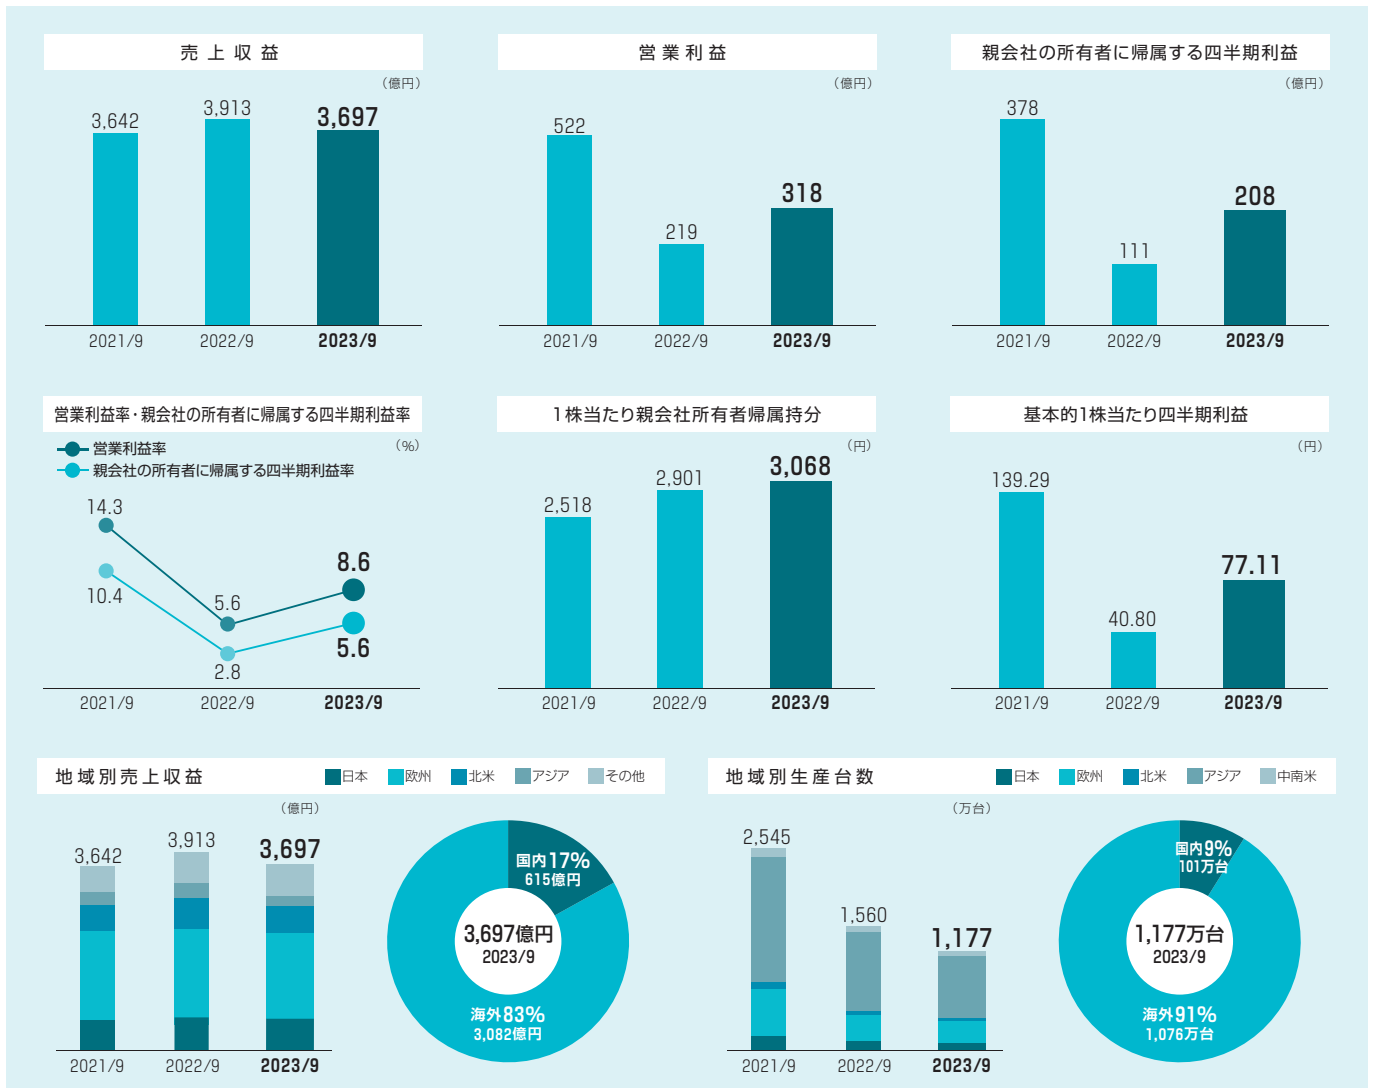 売上収益
（億円）
3,642
3,913
3,697
2021/9
2022/9
2023/9
営業利益
（億円）
522
219
318
2021/9
2022/9
2023/9
親会社の所有者に帰属する四半期利益
（億円）
378
111
208
2021/9
2022/9
2023/9
営業利益率・親会社の所有者に帰属する四半期利益率
（%）
営業利益率
親会社の所有者に帰属する四半期利益率
14.3
10.4
5.6
2.8
8.6
5.6
2021/9
2022/9
2023/9
1株当たり親会社所有者帰属持分
（円）
2,518
2,901
3,068
2021/9
2022/9
2023/9
基本的1株当たり四半期利益
（円）
139.29
40.80
77.11
2021/9
2022/9
2023/9
地域別売上収益
日本 欧州 北米 アジア その他
（億円）
3,642
3,913
3,697
2021/9
2022/9
2023/9
国内17%
615億円
3,697億円
2023/9
海外83%
3,082億円
地域別生産台数
日本 欧州 北米 アジア 中南米
（万台）
2,545
1,560
1,177
2021/9
2022/9
2023/9
国内9%
101万台
1,177万台
2023/9
海外91%
1,076万台